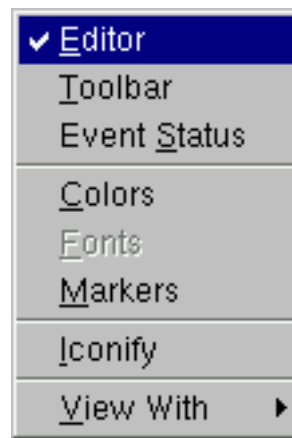 Editor
Toolbar
Event Status
Colors
Fonts
Markers
Iconify
View With